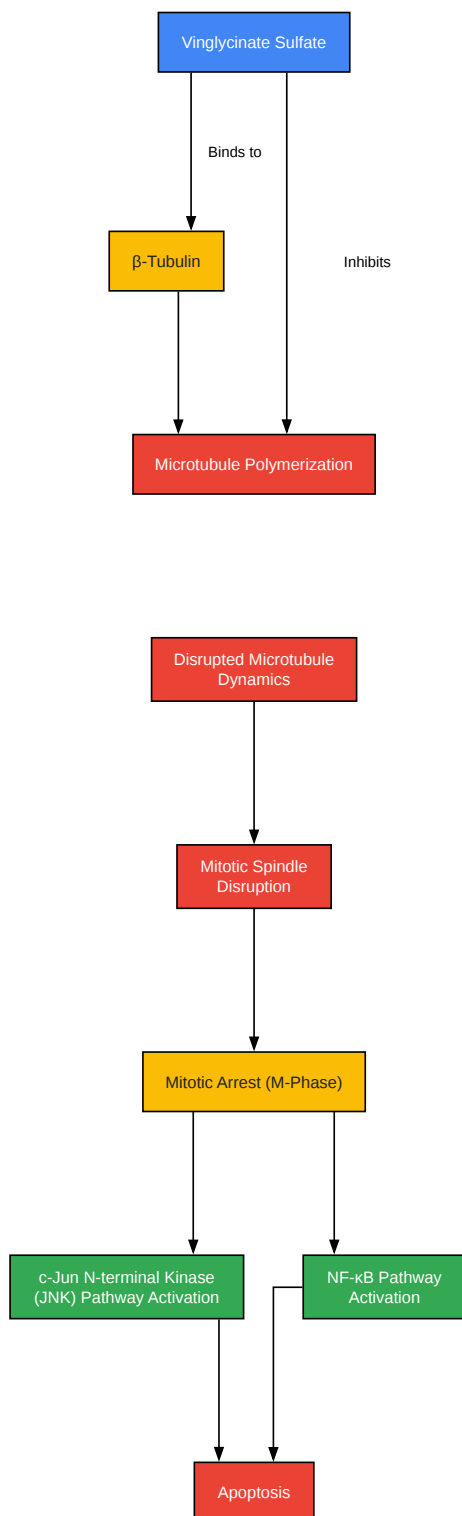 Vinglycinate Sulfate
Binds to
β-Tubulin
Inhibits
Microtubule Polymerization
Disrupted Microtubule
Dynamics
Mitotic Spindle
Disruption
Mitotic Arrest (M-Phase)
c-Jun N-terminal Kinase
(JNK) Pathway Activation
NF-κB Pathway
Activation
Apoptosis